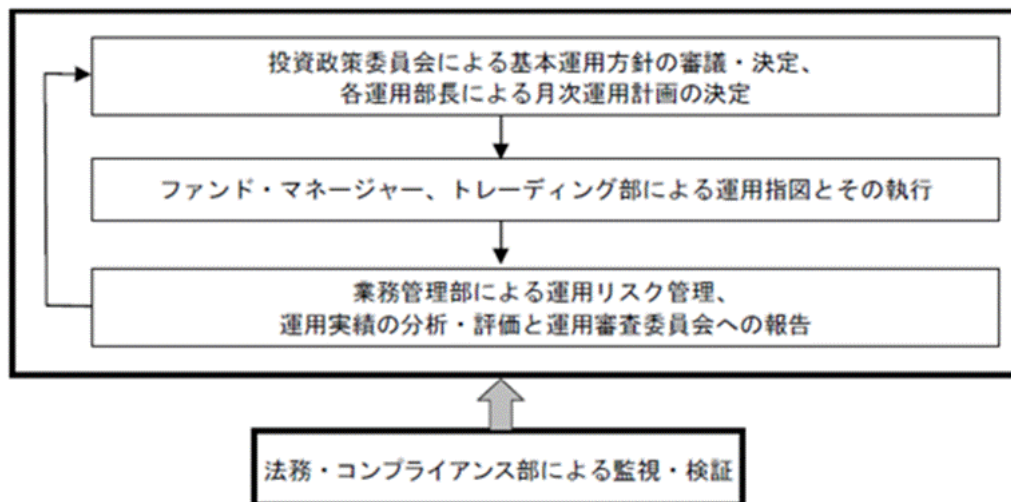 投資政策委員会による基本運用方針の審議・決定、
各運用部長による月次運用計画の決定
ファンド・マネージャー、トレーディング部による運用指図とその執行
業務管理部による運用リスク管理、
運用実績の分析・評価と運用審査委員会への報告
法務・コンプライアンス部による監視・検証